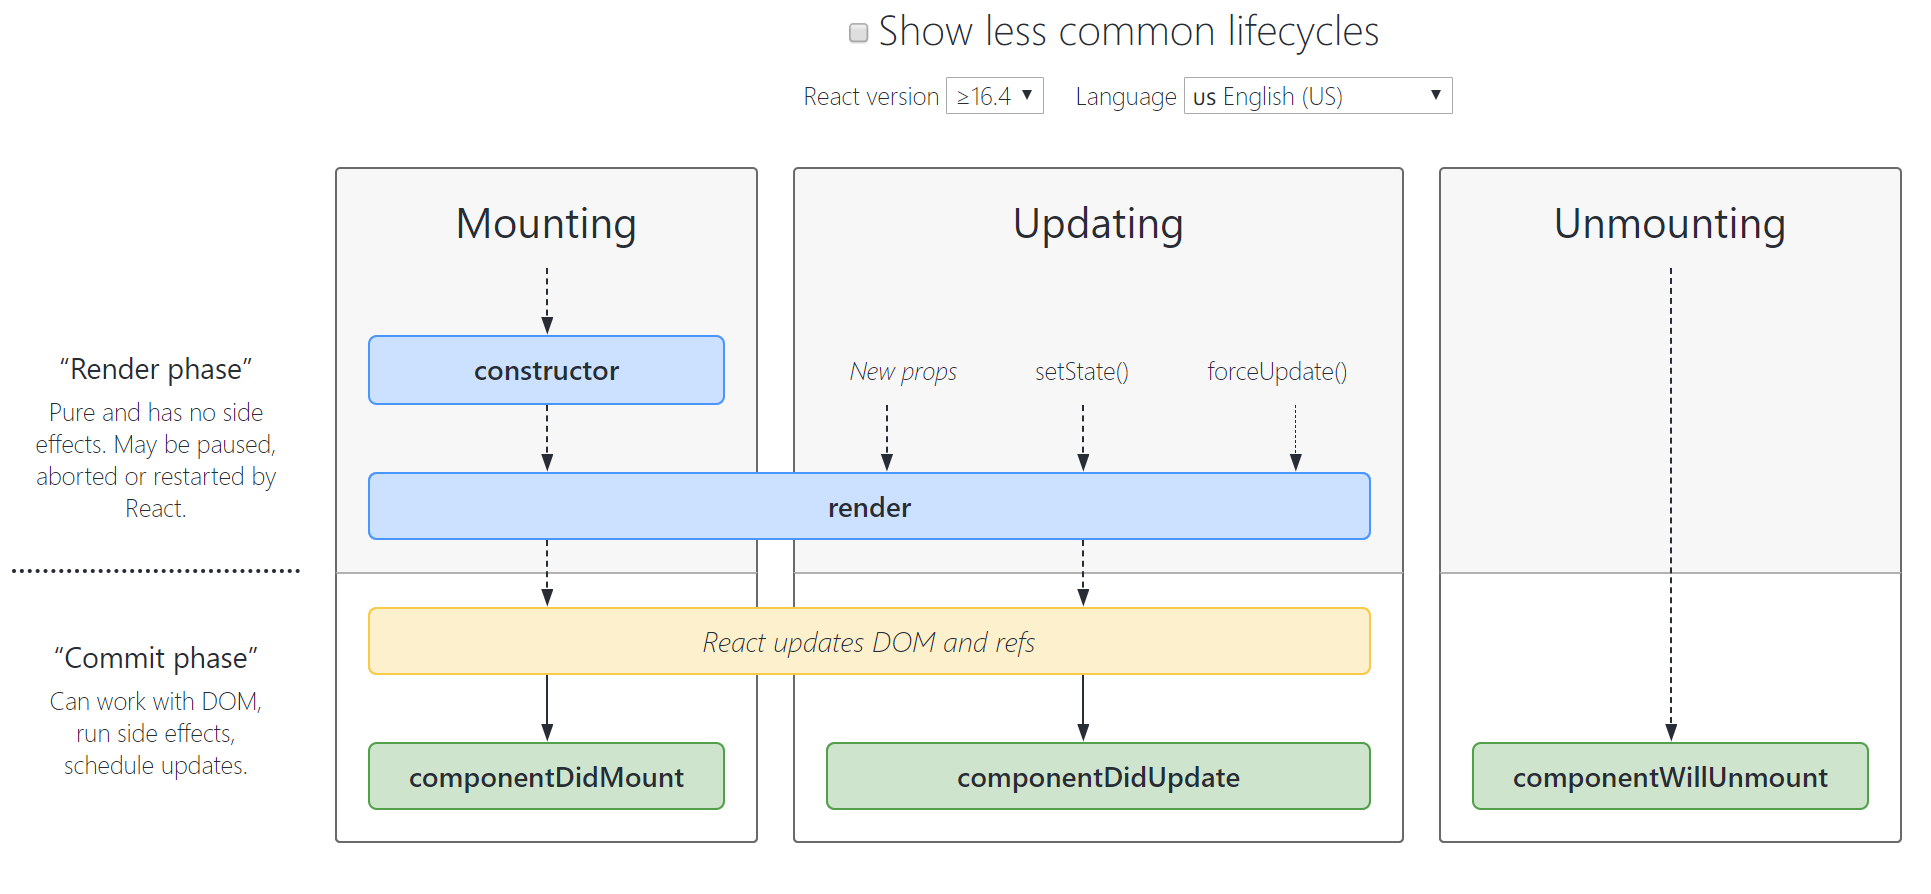 Show less common lifecycles
React version ≥16.4 Language us English (US)
Mounting
Updating
Unmounting
“Render phase”
Pure and has no side
effects. May be paused,
aborted or restarted by
React.
constructor
New props
setState()
forceUpdate()
render
“Commit phase”
Can work with DOM,
run side effects,
schedule updates.
React updates DOM and refs
componentDidMount
componentDidUpdate
componentWillUnmount